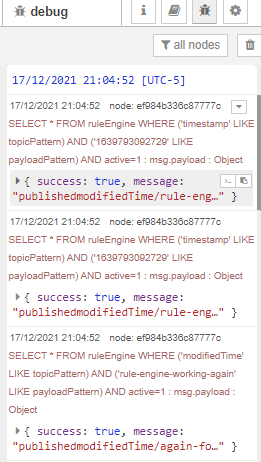 debug
i
all nodes
17/12/2021 21:04:52 [UTC-5]
17/12/2021 21:04:52 node: ef984b336c87777c
SELECT * FROM ruleEngine WHERE ('timestamp' LIKE
topicPattern) AND ('1639793092729' LIKE
payloadPattern) AND active=1 : msg.payload : Object
{ success: true, message:
"publishedmodifiedTime/rule-eng…" }
17/12/2021 21:04:52 node: ef984b336c87777c
SELECT * FROM ruleEngine WHERE ('timestamp' LIKE
topicPattern) AND ('1639793092729' LIKE
payloadPattern) AND active=1 : msg.payload : Object
{ success: true, message:
"publishedmodifiedTime/rule-eng…" }
17/12/2021 21:04:52 node: ef984b336c87777c
SELECT * FROM ruleEngine WHERE ('modifiedTime'
LIKE topicPattern) AND ('rule-engine-working-again'
LIKE payloadPattern) AND active=1 : msg.payload :
Object
{ success: true, message:
"publishedmodifiedTime/again-fo…" }